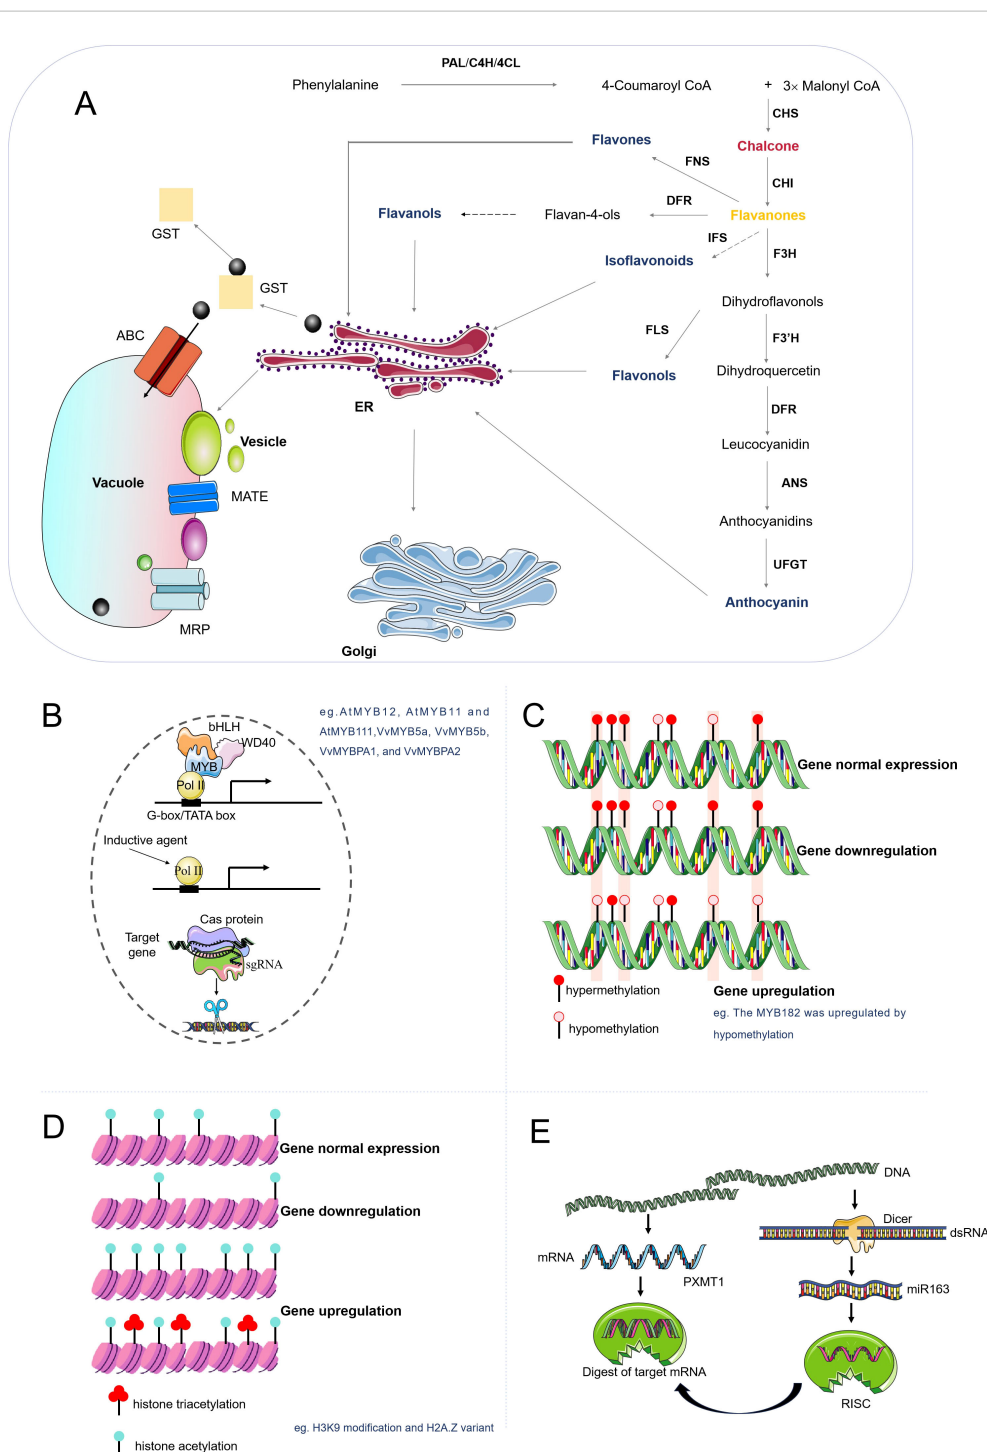 A
PAL/C4H/4CL
Phenylalanine
4-Coumaroyl CoA
+ 3× Malonyl CoA
CHS
Flavones
Chalcone
FNS
CHI
DFR
Flavanols
Flavan-4-ols
Flavanones
GST
IFS
F3H
Isoflavonoids
GST
Dihydroflavonols
ABC
FLS
F3'H
Flavonols
Dihydroquercetin
ER
DFR
Vesicle
Leucocyanidin
Vacuole
MATE
ANS
Anthocyanidins
UFGT
Anthocyanin
MRP
Golgi
B
eg.AtMYB12, AtMYB11 and
AtMYB111,VvMYB5a, VvMYB5b,
VvMYBPA1, and VvMYBPA2
bHLH
WD40
MYB
Pol II
G-box/TATA box
Inductive agent
Pol II
Cas protein
Target
gene
sgRNA
C
Gene normal expression
Gene downregulation
hypermethylation
Gene upregulation
hypomethylation
eg. The MYB182 was upregulated by
hypomethylation
D
Gene normal expression
Gene downregulation
Gene upregulation
histone triacetylation
eg. H3K9 modification and H2A.Z variant
histone acetylation
E
DNA
Dicer
dsRNA
mRNA
PXMT1
miR163
Digest of target mRNA
RISC